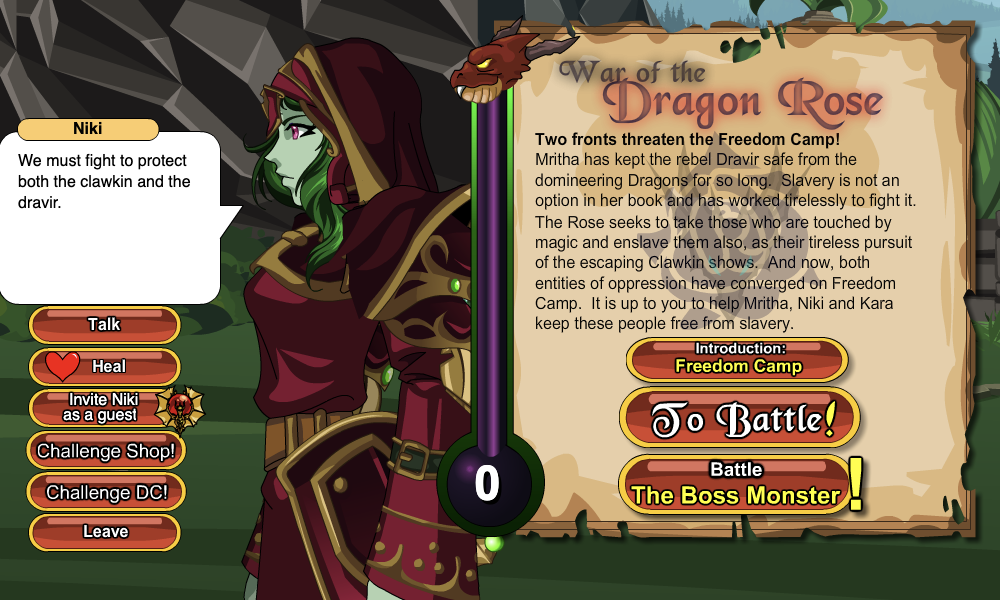 Niki
We must fight to protect
both the clawkin and the
dravir.
Talk
Heal
Invite Niki
as a guest
Challenge Shop!
Challenge DC!
Leave
0
War of the
Dragon Rose
Two fronts threaten the Freedom Camp!
Mritha has kept the rebel Dravir safe from the
domineering Dragons for so long.  Slavery is not an
option in her book and has worked tirelessly to fight it.
The Rose seeks to take those who are touched by
magic and enslave them also, as their tireless pursuit
of the escaping Clawkin shows.  And now, both
entities of oppression have converged on Freedom
Camp.  It is up to you to help Mritha, Niki and Kara
keep these people free from slavery.
Introduction:
Freedom Camp
To Battle!
Battle
The Boss Monster!